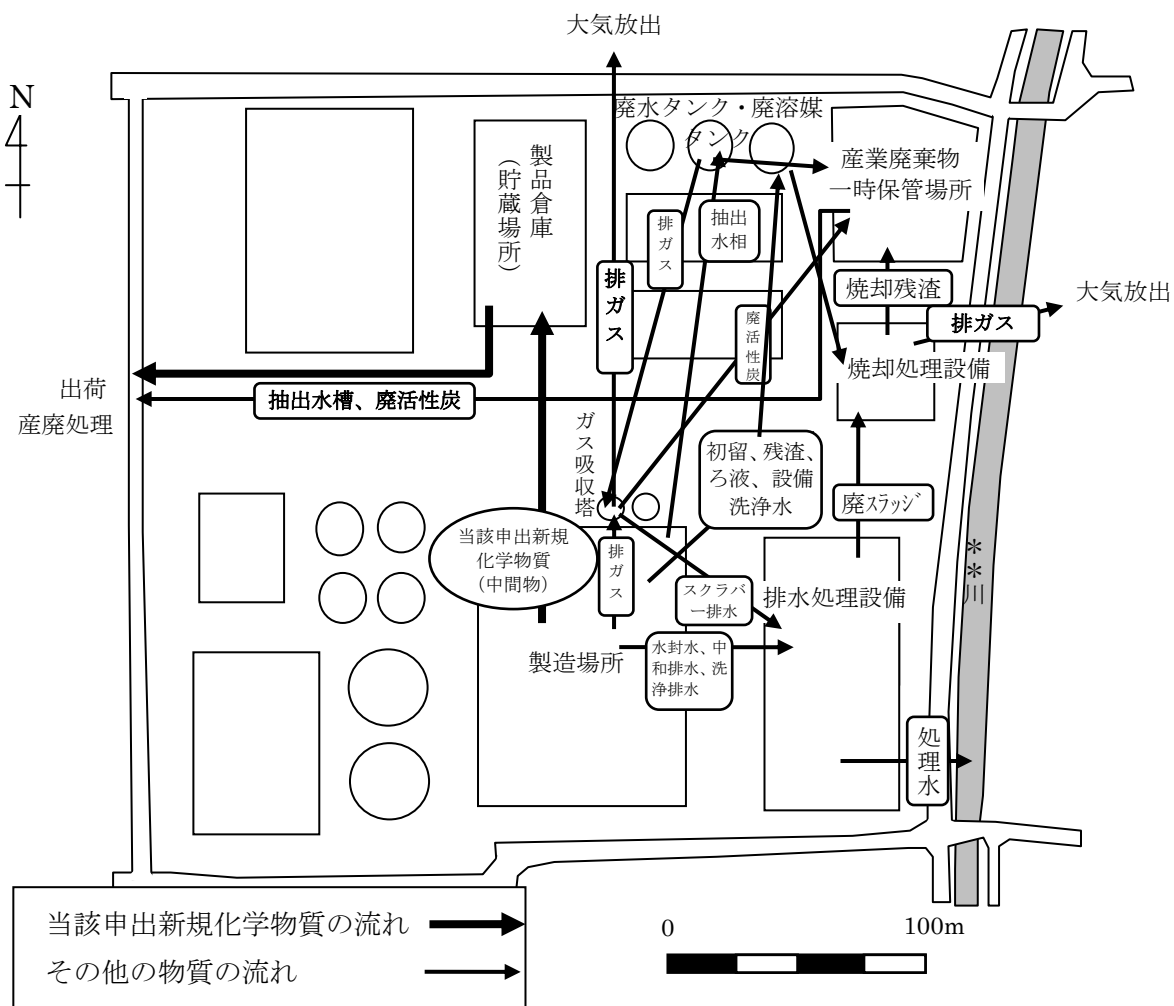 大気放出
N
廃水タンク・廃溶媒
タンク
産業廃棄物
一時保管場所
製品倉庫
（貯蔵場所）
排ガス
抽出
水相
排ガス
焼却残渣
大気放出
排ガス
廃活性炭
焼却処理設備
出荷
産廃処理
抽出水槽、廃活性炭
ガス吸収塔
初留、残渣、
ろ液、設備
洗浄水
廃スラッジ
当該申出新規
化学物質
（中間物）
排ガス
スクラバ
ー排水
排水処理設備
＊＊川
製造場所
水封水、中
和排水、洗
浄排水
処理水
当該申出新規化学物質の流れ
その他の物質の流れ
0
100m